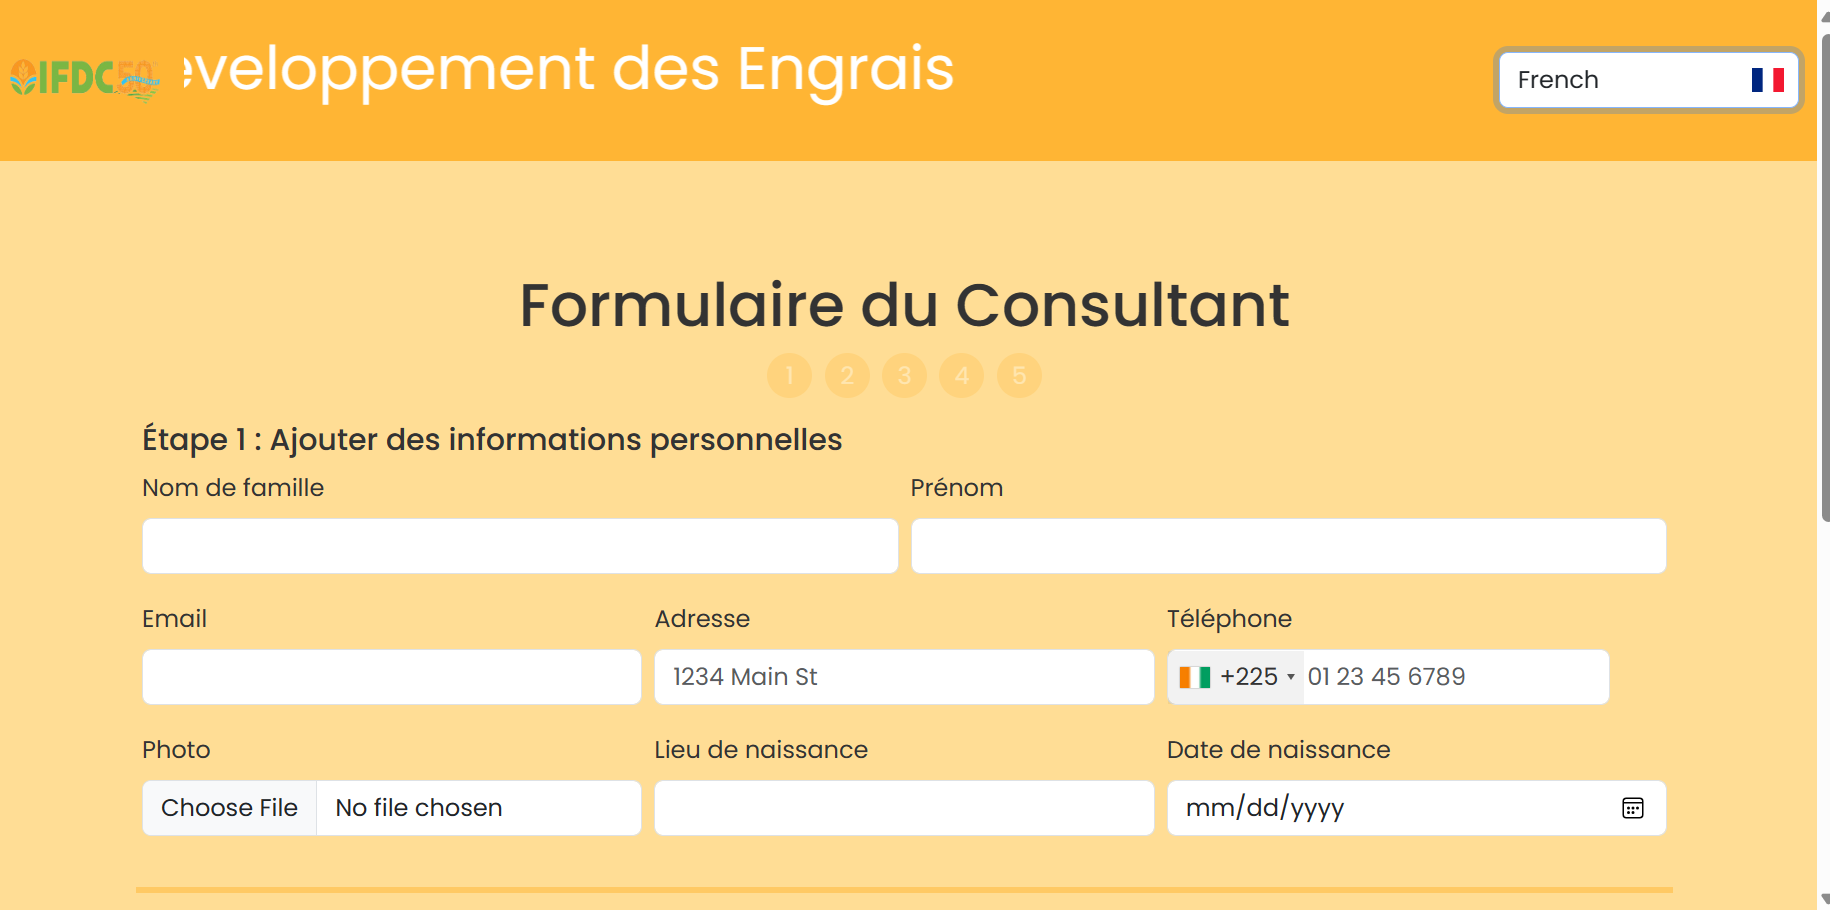 IFDC 50
éveloppement des Engrais
French
Formulaire du Consultant
1 2 3 4 5
Étape 1 : Ajouter des informations personnelles
Nom de famille Prénom
Email Adresse Téléphone
1234 Main St +225 01 23 45 6789
Photo Lieu de naissance Date de naissance
Choose File No file chosen mm/dd/yyyy